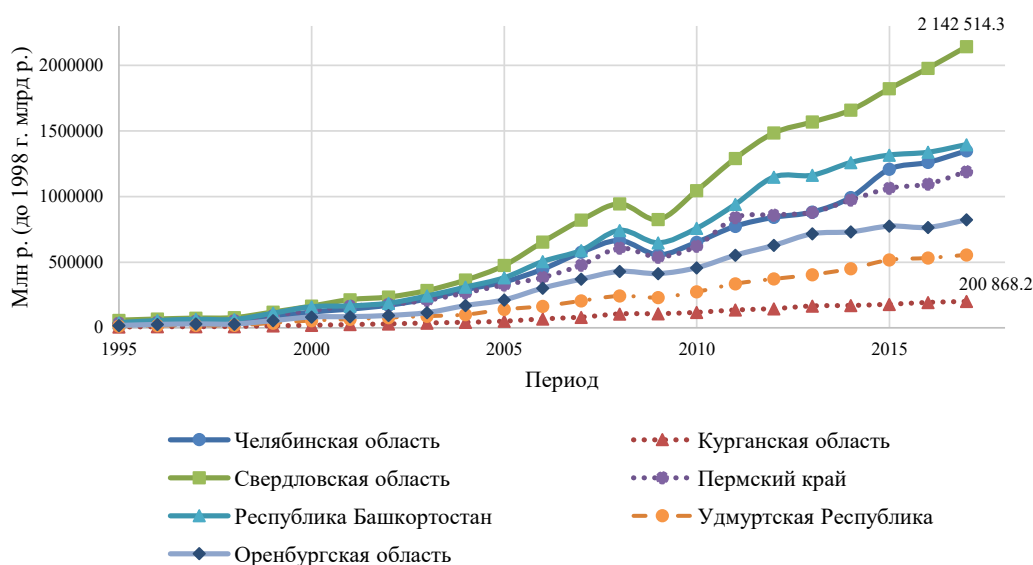 2 142 514.3
Млн р. (до 1998 г. млрд р.)
2000000
1500000
1000000
500000
0
200 868.2
1995
2000
2005
2010
2015
Период
Челябинская область
Курганская область
Свердловская область
Пермский край
Республика Башкортостан
Удмуртская Республика
Оренбургская область